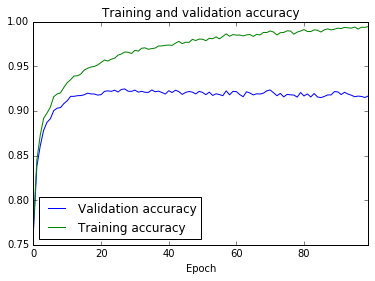 Training and validation accuracy
1.00
0.95
0.90
0.85
0.80
0.75
Validation accuracy
Training accuracy
0 20 40 60 80
Epoch